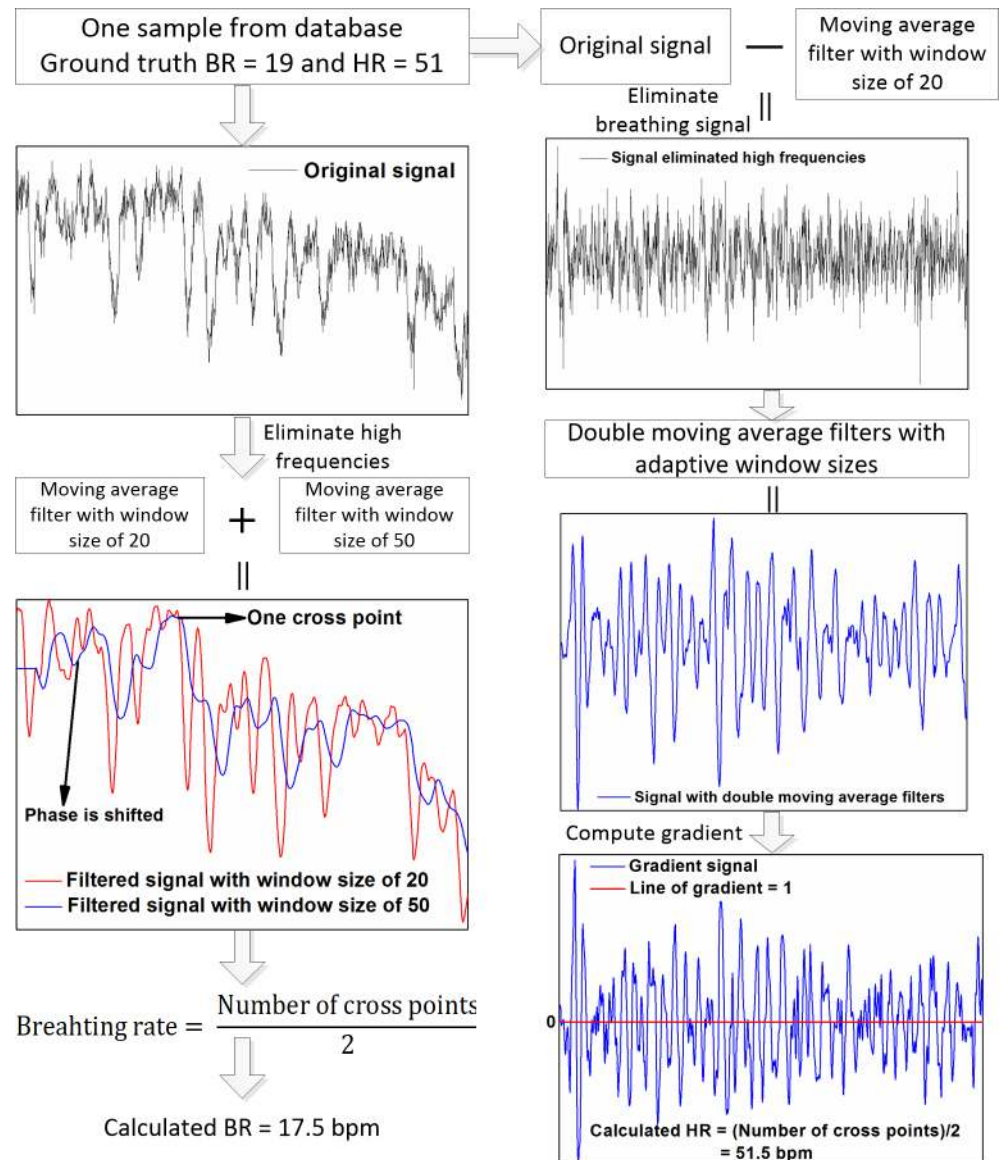 One sample from database
Ground truth BR = 19 and HR = 51
Original signal
Eliminate high
frequencies
Moving average
filter with window
size of 20
+
Moving average
filter with window
size of 50
||
One cross point
Phase is shifted
Filtered signal with window size of 20
Filtered signal with window size of 50
Breahting rate = Number of cross points
2
Calculated BR = 17.5 bpm
Original signal
—
Moving average
filter with window
size of 20
Eliminate
breathing signal
||
Signal eliminated high frequencies
Double moving average filters with
adaptive window sizes
||
Signal with double moving average filters
Compute gradient
Gradient signal
Line of gradient = 1
0
Calculated HR = (Number of cross points)/2
= 51.5 bpm